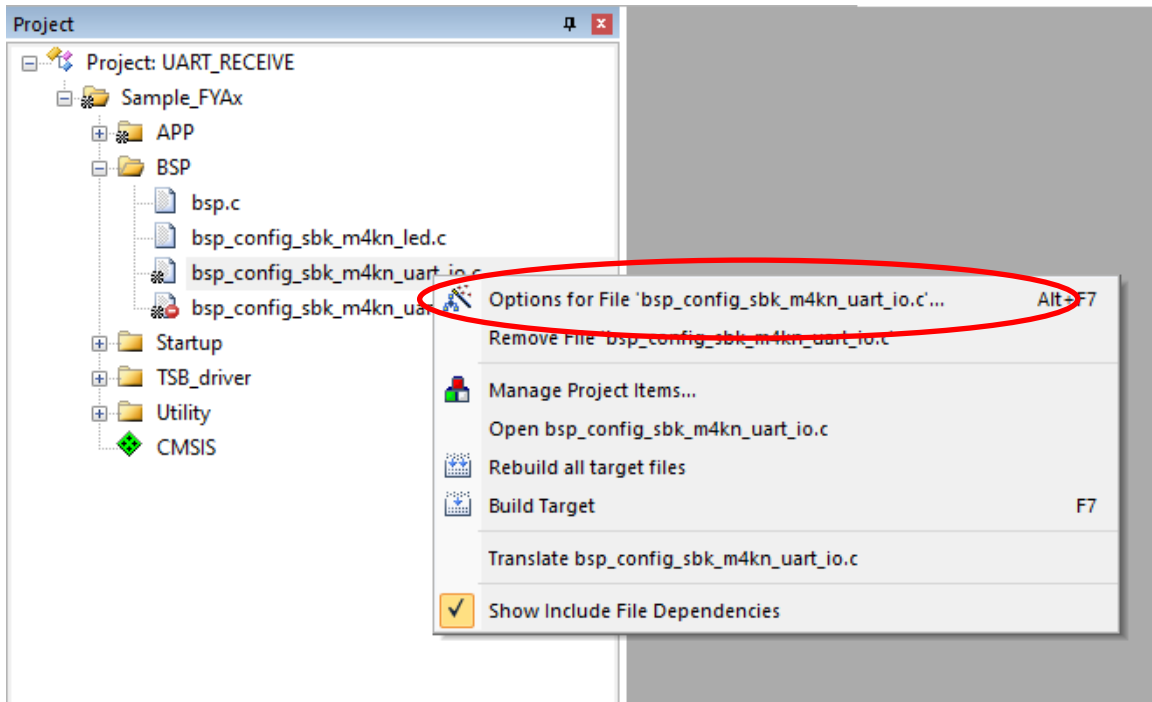 Project
Project: UART_RECEIVE
Sample_FYAx
APP
BSP
bsp.c
bsp_config_sbk_m4kn_led.c
bsp_config_sbk_m4kn_uart_io.c
bsp_config_sbk_m4kn_uar
Startup
TSB_driver
Utility
CMSIS
Options for File 'bsp_config_sbk_m4kn_uart_io.c'... Alt+F7
Remove File 'bsp_config_sbk_m4kn_uart_io.c'
Manage Project Items...
Open bsp_config_sbk_m4kn_uart_io.c
Rebuild all target files
Build Target F7
Translate bsp_config_sbk_m4kn_uart_io.c
Show Include File Dependencies